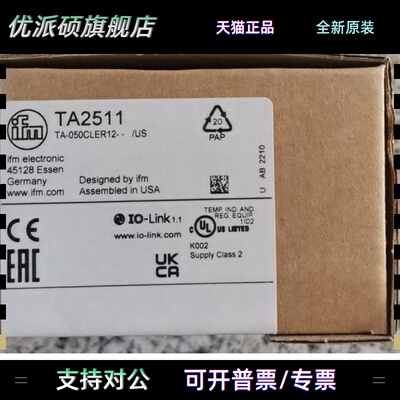 优派硕旗舰店
天猫正品
全新原装
ifm
TA2511
TA-050CLER12- - /US
ifm electronic
45128 Essen
Germany
www.ifm.com
Designed by ifm
Assembled in USA
20
PAP
U AB 2210
CE
IO-Link 1.1
www.io-link.com
TEMP IND AND
REG. EQUIP.
1ID2
C UL US LISTED
K002
Supply Class 2
EAC
UK
CA
支持对公
可开普票/专票